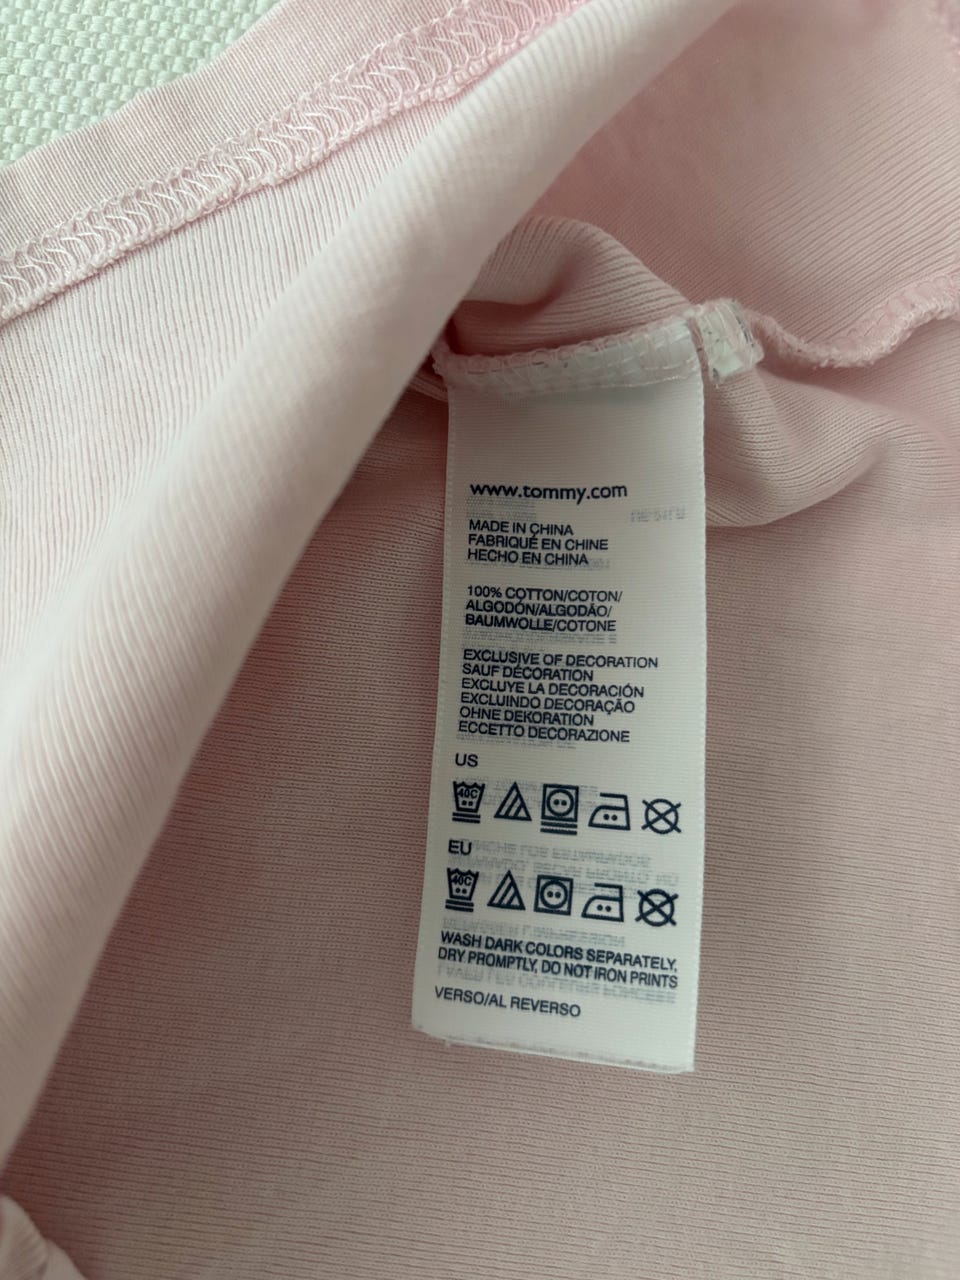 www.tommy.com
MADE IN CHINA
FABRIQUÉ EN CHINE
HECHO EN CHINA
100% COTTON/COTON/
ALGODÓN/ALGODÃO/
BAUMWOLLE/COTONE
EXCLUSIVE OF DECORATION
SAUF DÉCORATION
EXCLUYE LA DECORACIÓN
EXCLUINDO DECORAÇÃO
OHNE DEKORATION
ECCETTO DECORAZIONE
US
40C
EU
40C
WASH DARK COLORS SEPARATELY,
DRY PROMPTLY, DO NOT IRON PRINTS
VERSO/AL REVERSO